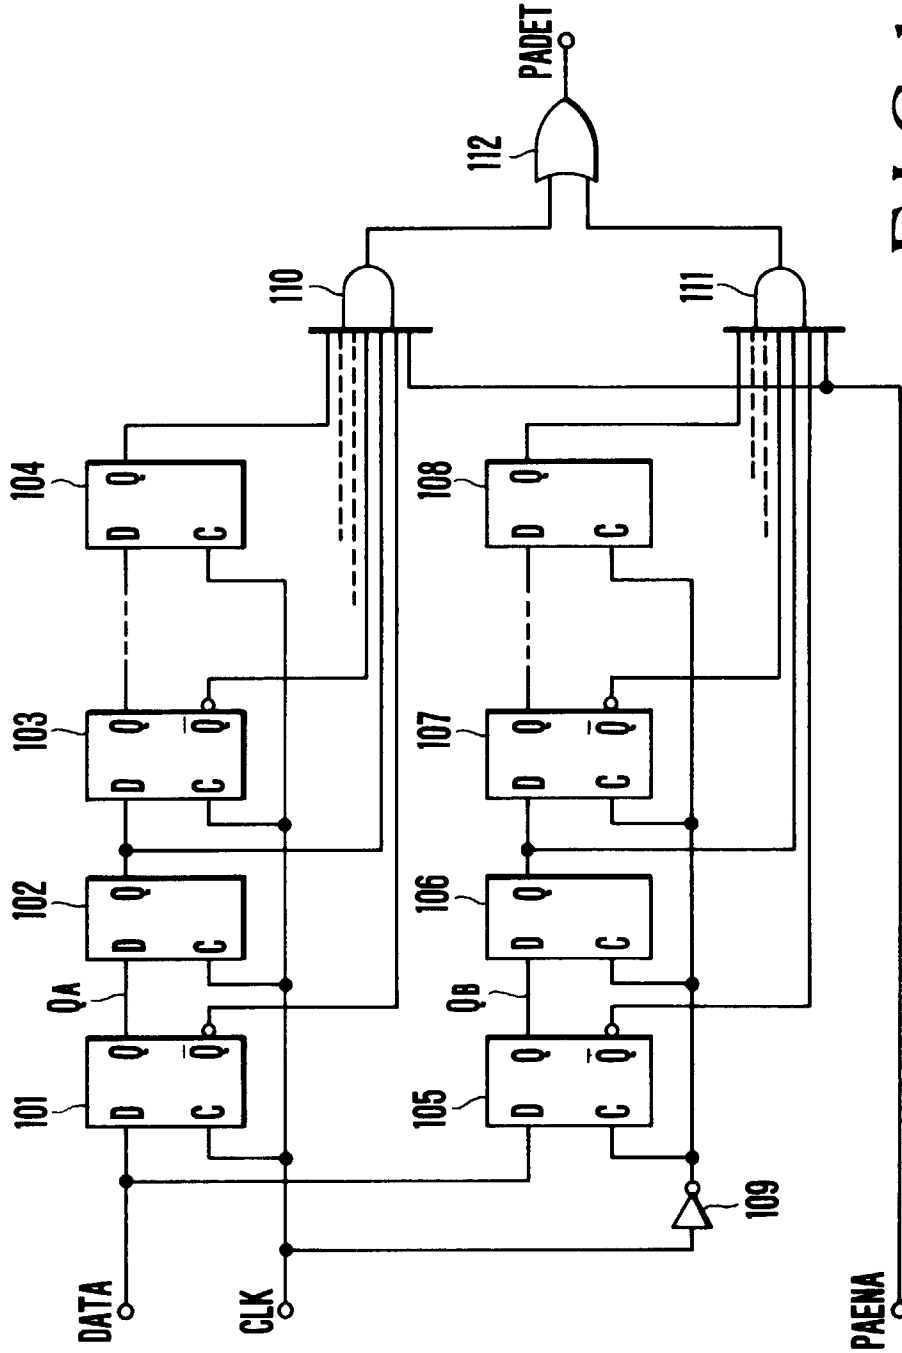 101 102 103 104
QA
DATA D Q D Q D Q D Q
C Q̅ C C Q̅ C
CLK
110
105 106 107 108
QB
112
D Q D Q D Q D Q
PADET
C Q̅ C C Q̅ C
111
109
PAENA